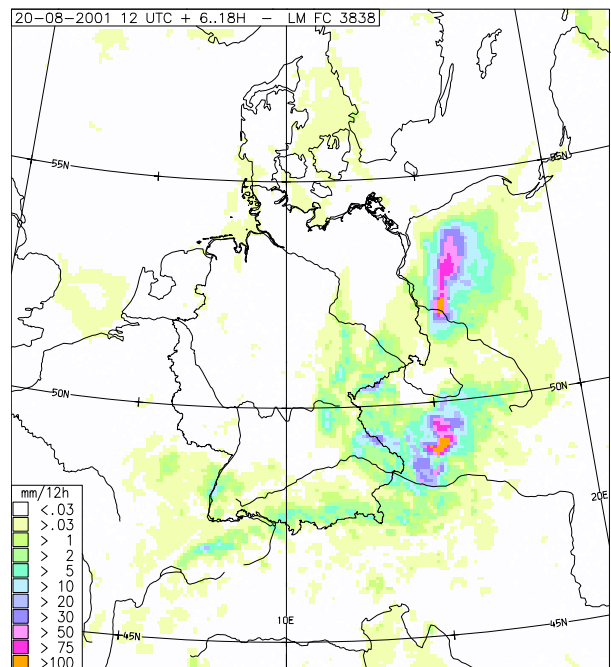 20-08-2001 12 UTC + 6..18H - LM FC 3838
55N
55N
50N
50N
20E
10E
45N
45N
mm/12h
<.03
>.03
> 1
> 2
> 5
> 10
> 20
> 30
> 50
> 75
>100